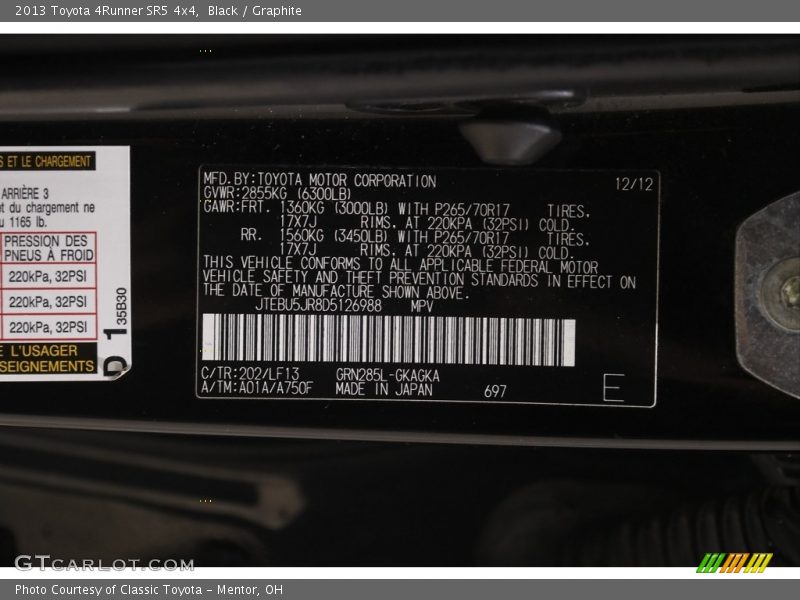 2013 Toyota 4Runner SR5 4x4,  Black / Graphite
S ET LE CHARGEMENT
ARRIÈRE 3
t du chargement ne
u 1165 lb.
PRESSION DES
PNEUS À FROID
220kPa, 32PSI
220kPa, 32PSI
220kPa, 32PSI
E L'USAGER
SEIGNEMENTS
D 1 35B30
MFD.BY:TOYOTA MOTOR CORPORATION 12/12
GVWR:2855KG (6300LB)
GAWR:FRT. 1360KG (3000LB) WITH P265/70R17 TIRES.
17X7J RIMS. AT 220KPA (32PSI) COLD.
RR. 1560KG (3450LB) WITH P265/70R17 TIRES.
17X7J RIMS. AT 220KPA (32PSI) COLD.
THIS VEHICLE CONFORMS TO ALL APPLICABLE FEDERAL MOTOR
VEHICLE SAFETY AND THEFT PREVENTION STANDARDS IN EFFECT ON
THE DATE OF MANUFACTURE SHOWN ABOVE.
JTEBU5JR8D5126988 MPV
C/TR:202/LF13 GRN285L-GKAGKA
A/TM:A01A/A750F MADE IN JAPAN 697 E
GTCARLOT.COM
Photo Courtesy of Classic Toyota - Mentor, OH